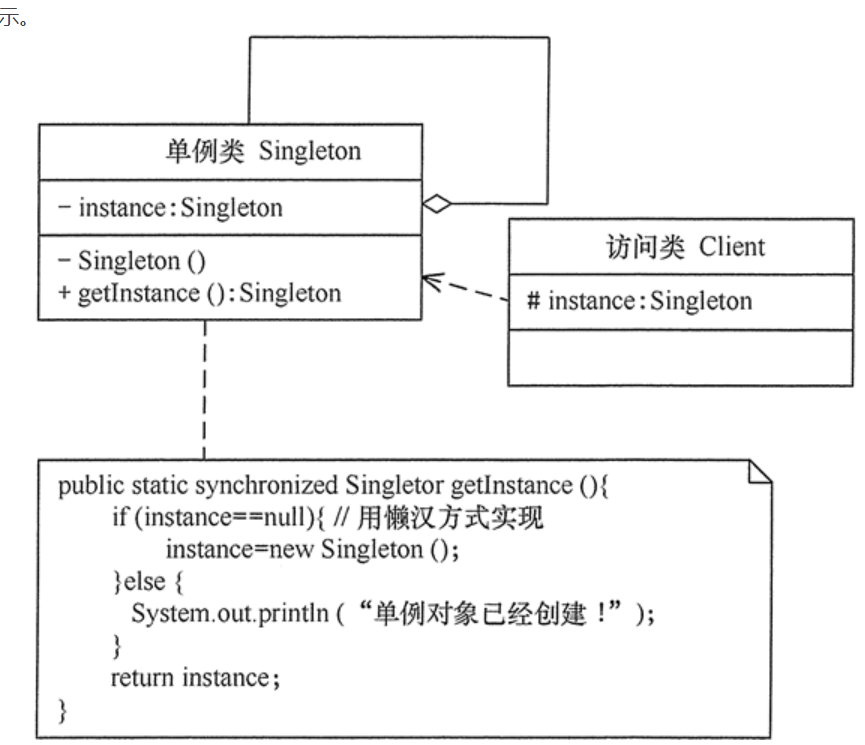 示。
单例类 Singleton
- instance:Singleton
- Singleton ()
+ getInstance ():Singleton
访问类 Client
# instance:Singleton
public static synchronized Singletor getInstance (){
if (instance==null){ // 用懒汉方式实现
instance=new Singleton ();
}else {
System.out.println (“单例对象已经创建！”);
}
return instance;
}